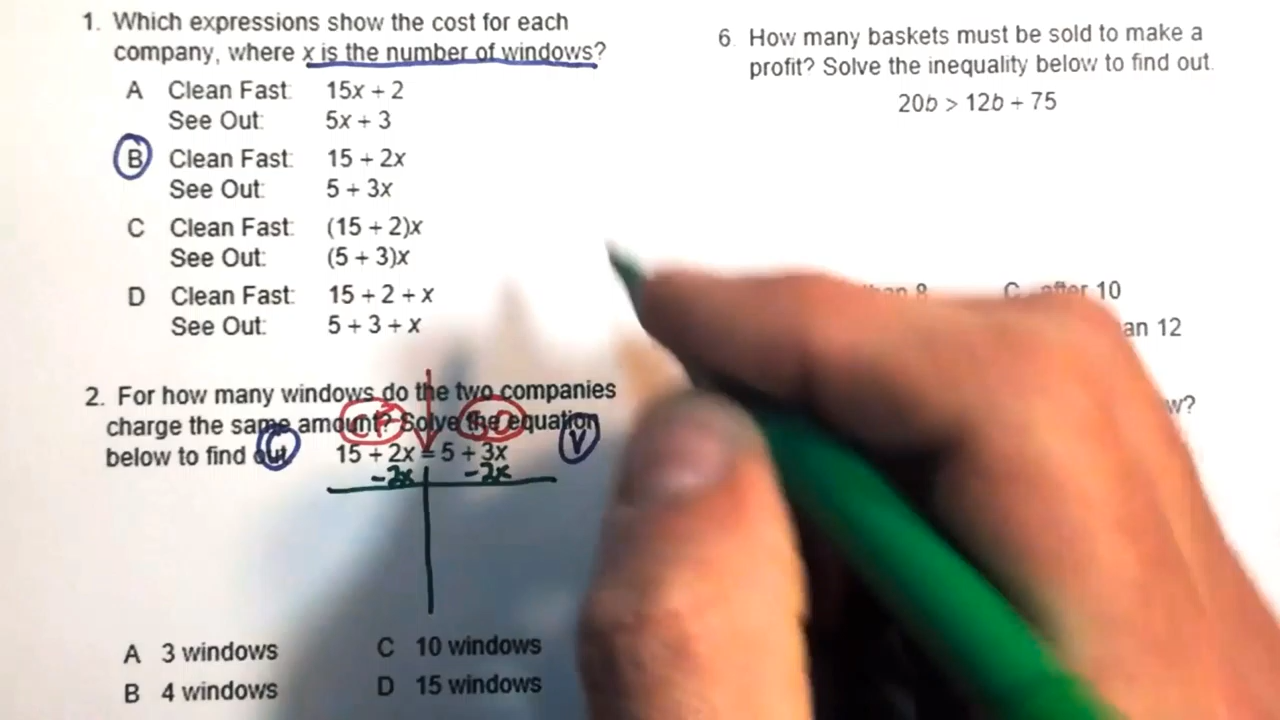 1. Which expressions show the cost for each
company, where x is the number of windows?
A Clean Fast: 15x + 2
See Out: 5x + 3
B Clean Fast: 15 + 2x
See Out: 5 + 3x
C Clean Fast: (15 + 2)x
See Out: (5 + 3)x
D Clean Fast: 15 + 2 + x
See Out: 5 + 3 + x
2. For how many windows do the two companies
charge the same amount? Solve the equation
below to find out.
15 + 2x = 5 + 3x
C
V
-2x -2x
A 3 windows
B 4 windows
C 10 windows
D 15 windows
6. How many baskets must be sold to make a
profit? Solve the inequality below to find out.
20b > 12b + 75
8 C after 10
12
w?